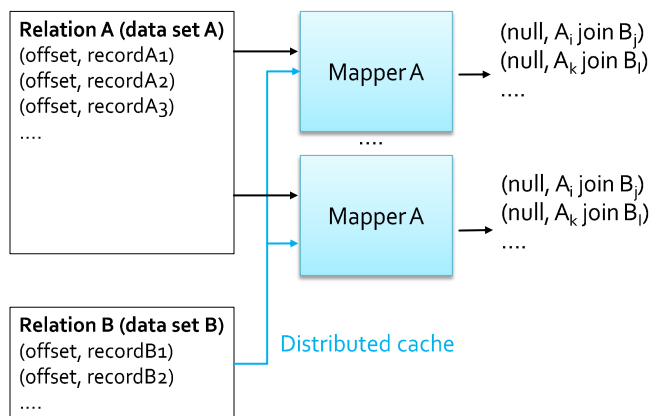 Relation A (data set A)
(offset, recordA1)
(offset, recordA2)
(offset, recordA3)
....
Mapper A
(null, Ai join Bj)
(null, Ak join Bl)
....
....
Mapper A
(null, Ai join Bj)
(null, Ak join Bl)
....
Relation B (data set B)
(offset, recordB1)
(offset, recordB2)
....
Distributed cache